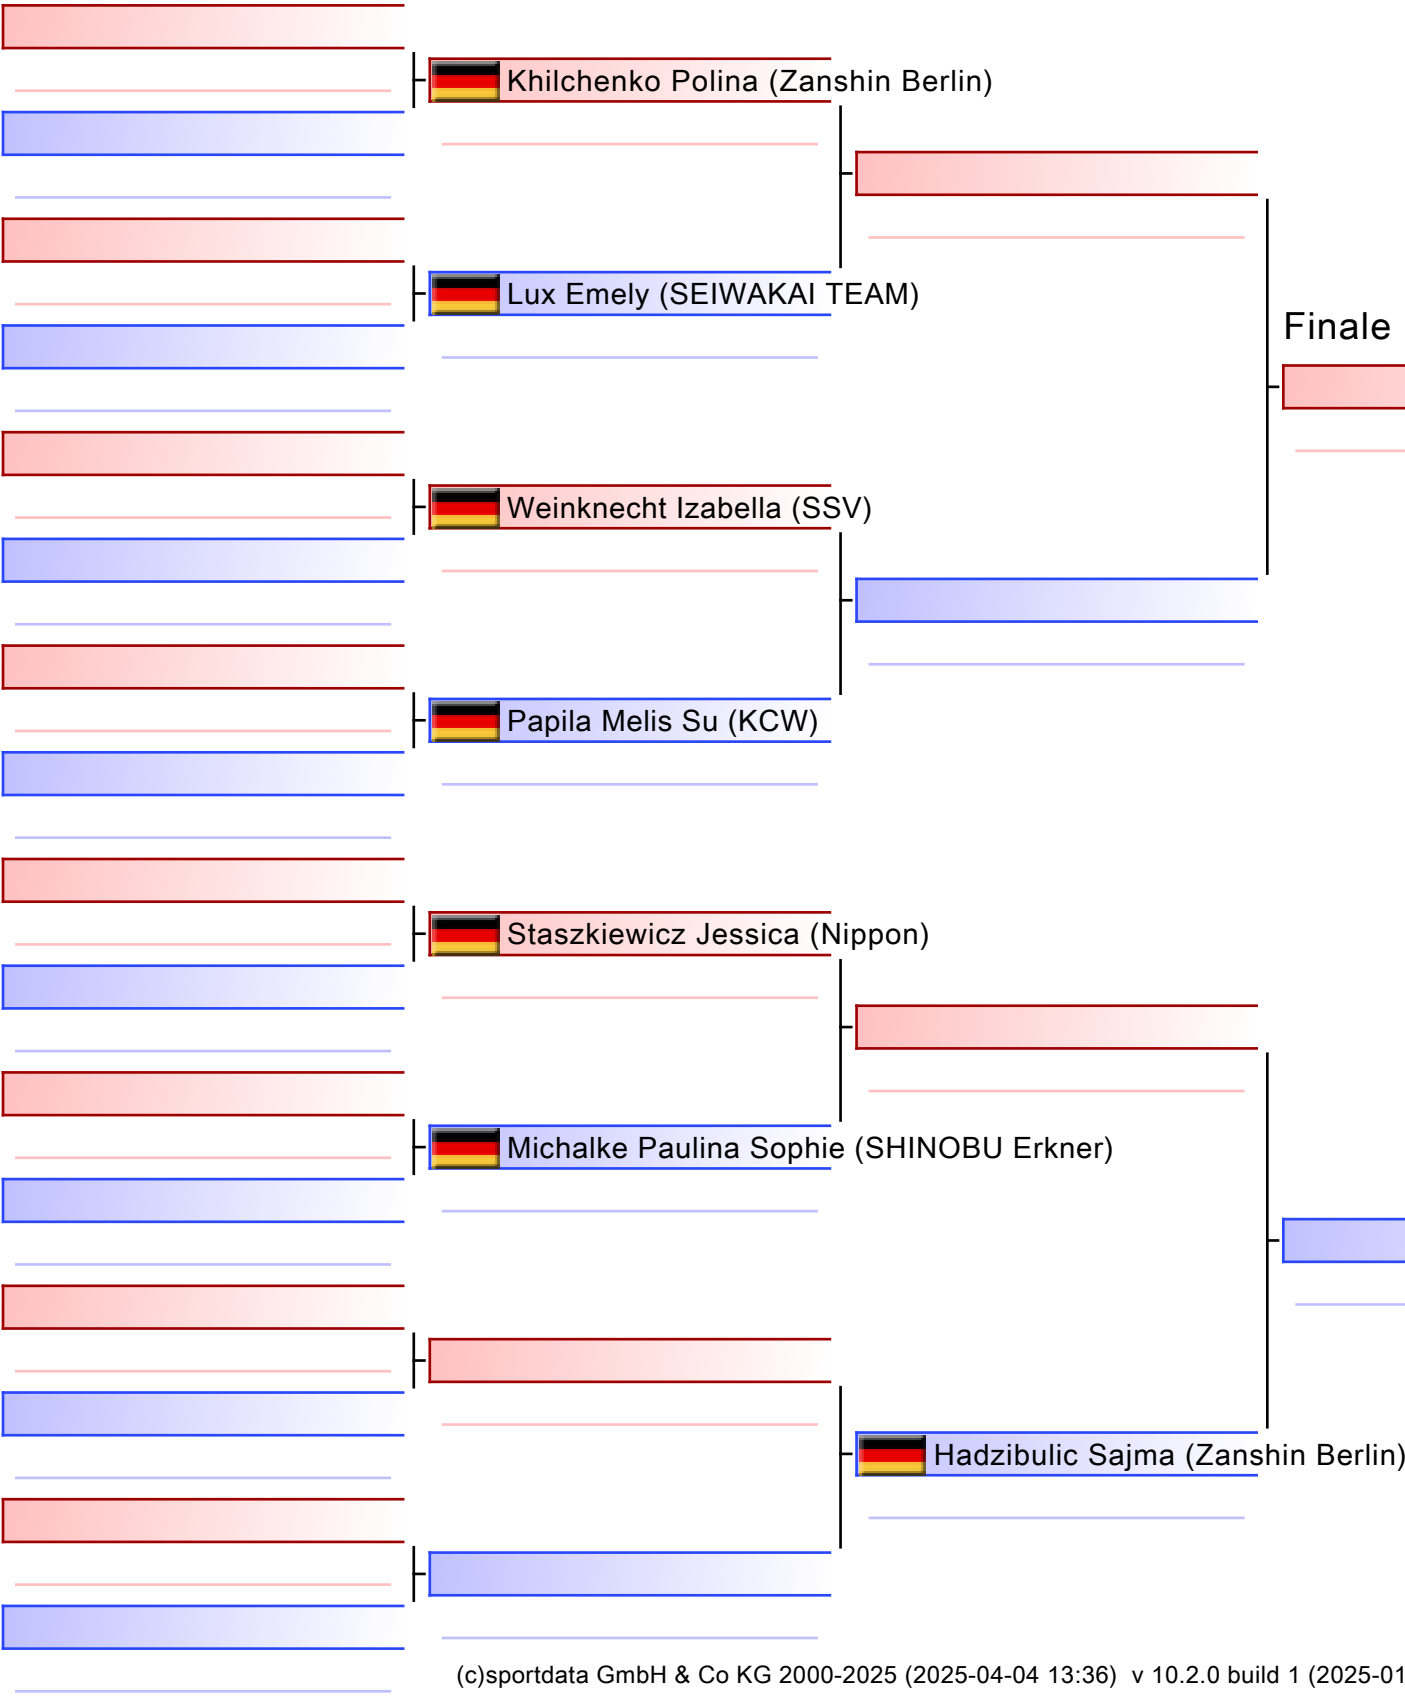 Khilchenko Polina (Zanshin Berlin)
Lux Emely (SEIWAKAI TEAM)
Finale
Weinknecht Izabella (SSV)
Papila Melis Su (KCW)
Staszkiewicz Jessica (Nippon)
Michalke Paulina Sophie (SHINOBU Erkner)
Hadzibulic Sajma (Zanshin Berlin)
(c)sportdata GmbH & Co KG 2000-2025 (2025-04-04 13:36) v 10.2.0 build 1 (2025-01